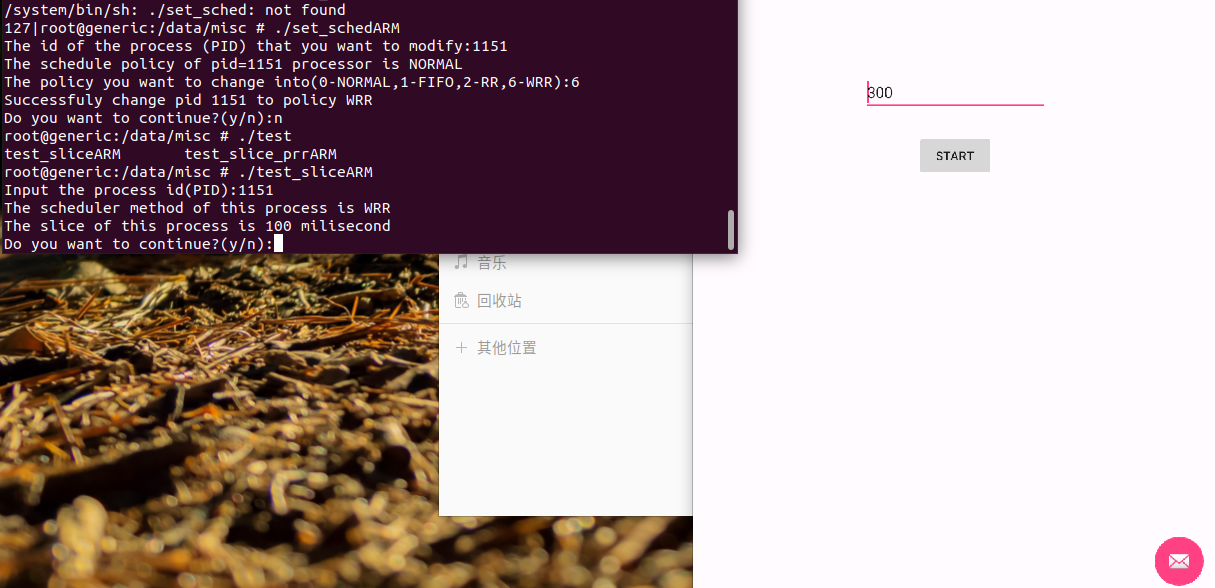 /system/bin/sh: ./set_sched: not found
127|root@generic:/data/misc # ./set_schedARM
The id of the process (PID) that you want to modify:1151
The schedule policy of pid=1151 processor is NORMAL
The policy you want to change into(0-NORMAL,1-FIFO,2-RR,6-WRR):6
Successfuly change pid 1151 to policy WRR
Do you want to continue?(y/n):n
root@generic:/data/misc # ./test
test_sliceARM       test_slice_prrARM
root@generic:/data/misc # ./test_sliceARM
Input the process id(PID):1151
The scheduler method of this process is WRR
The slice of this process is 100 milisecond
Do you want to continue?(y/n):
音乐
回收站
其他位置
300
START